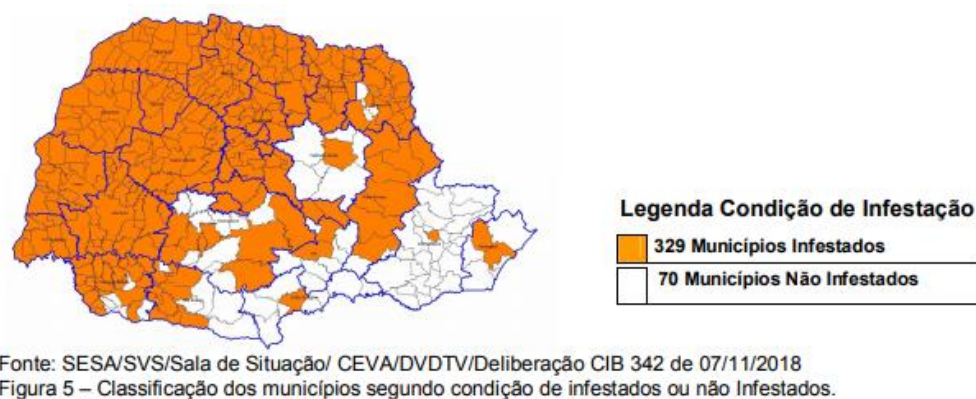 Legenda Condição de Infestação
329 Municípios Infestados
70 Municípios Não Infestados
Fonte: SESA/SVS/Sala de Situação/ CEVA/DVDTV/Deliberação CIB 342 de 07/11/2018
Figura 5 – Classificação dos municípios segundo condição de infestados ou não Infestados.